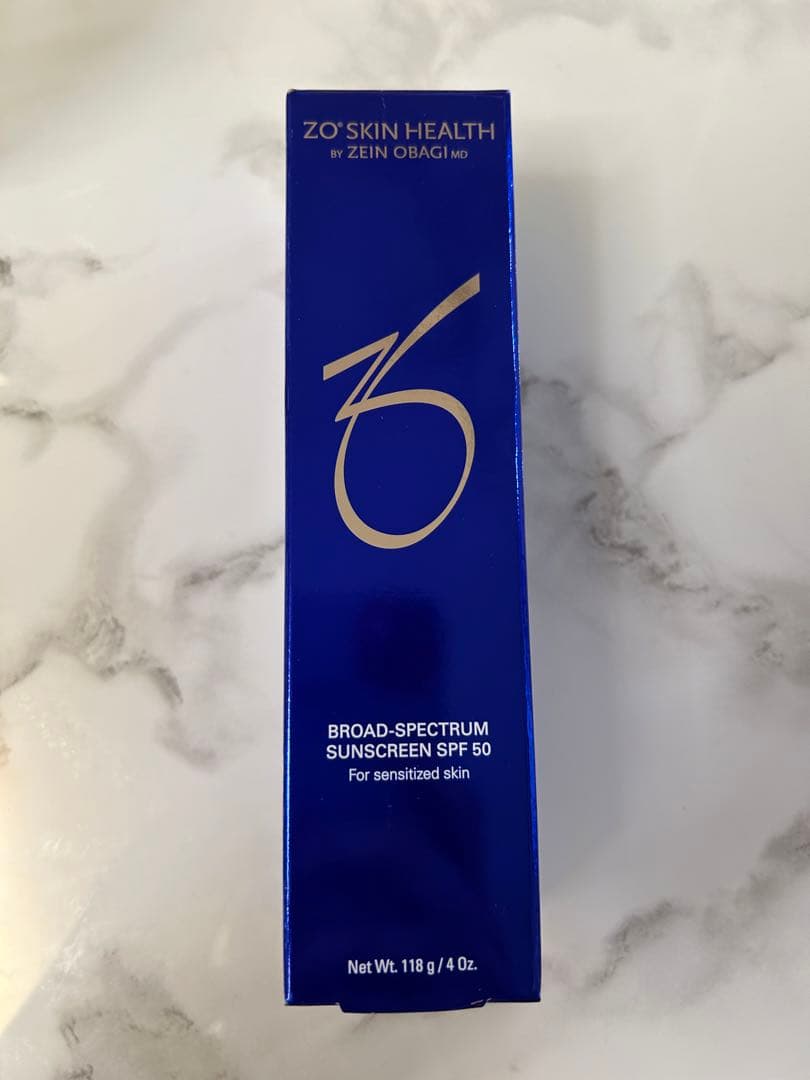 ZO® SKIN HEALTH
BY ZEIN OBAGI MD
ZO
BROAD-SPECTRUM
SUNSCREEN SPF 50
For sensitized skin
Net Wt. 118 g / 4 Oz.